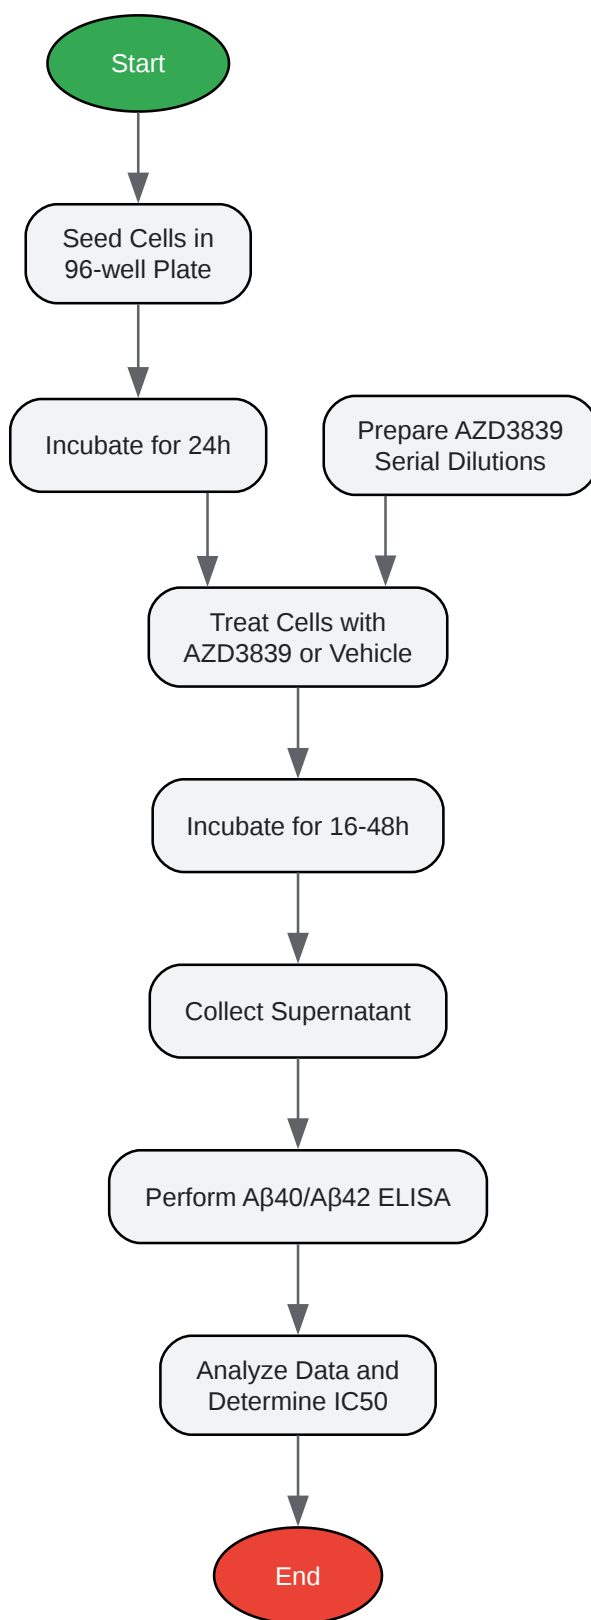 Start
Seed Cells in
96-well Plate
Incubate for 24h
Prepare AZD3839
Serial Dilutions
Treat Cells with
AZD3839 or Vehicle
Incubate for 16-48h
Collect Supernatant
Perform Aβ40/Aβ42 ELISA
Analyze Data and
Determine IC50
End